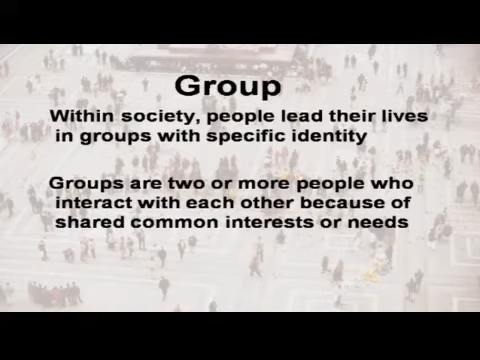 Group
Within society, people lead their lives
in groups with specific identity
Groups are two or more people who
interact with each other because of
shared common interests or needs